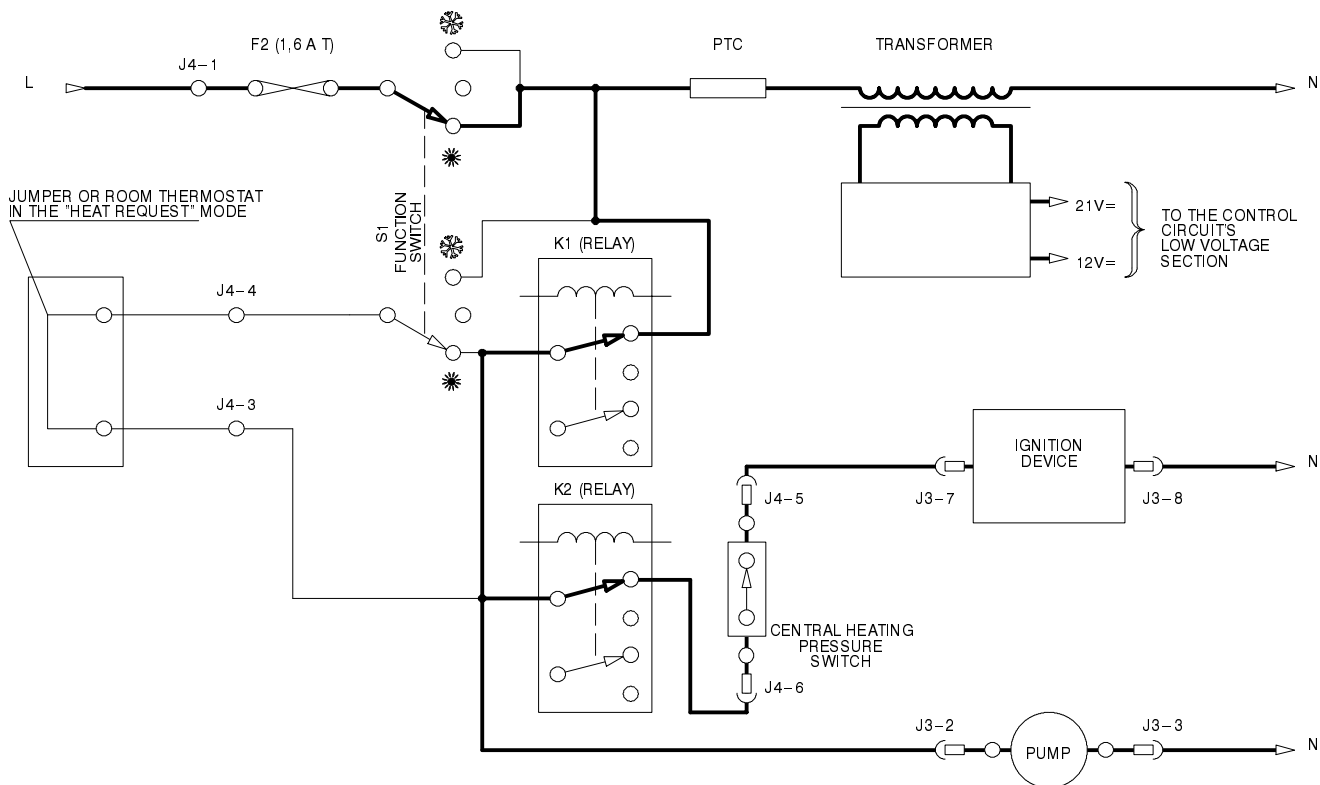 F2 (1,6 A T)
PTC
TRANSFORMER
J4-1
L
N
JUMPER OR ROOM THERMOSTAT
IN THE "HEAT REQUEST" MODE
S1
FUNCTION
SWITCH
K1 (RELAY)
21V=
12V=
TO THE CONTROL
CIRCUIT'S
LOW VOLTAGE
SECTION
J4-4
J4-3
IGNITION
DEVICE
N
K2 (RELAY)
J4-5
J3-7
J3-8
CENTRAL HEATING
PRESSURE
SWITCH
J4-6
J3-2
J3-3
PUMP
N